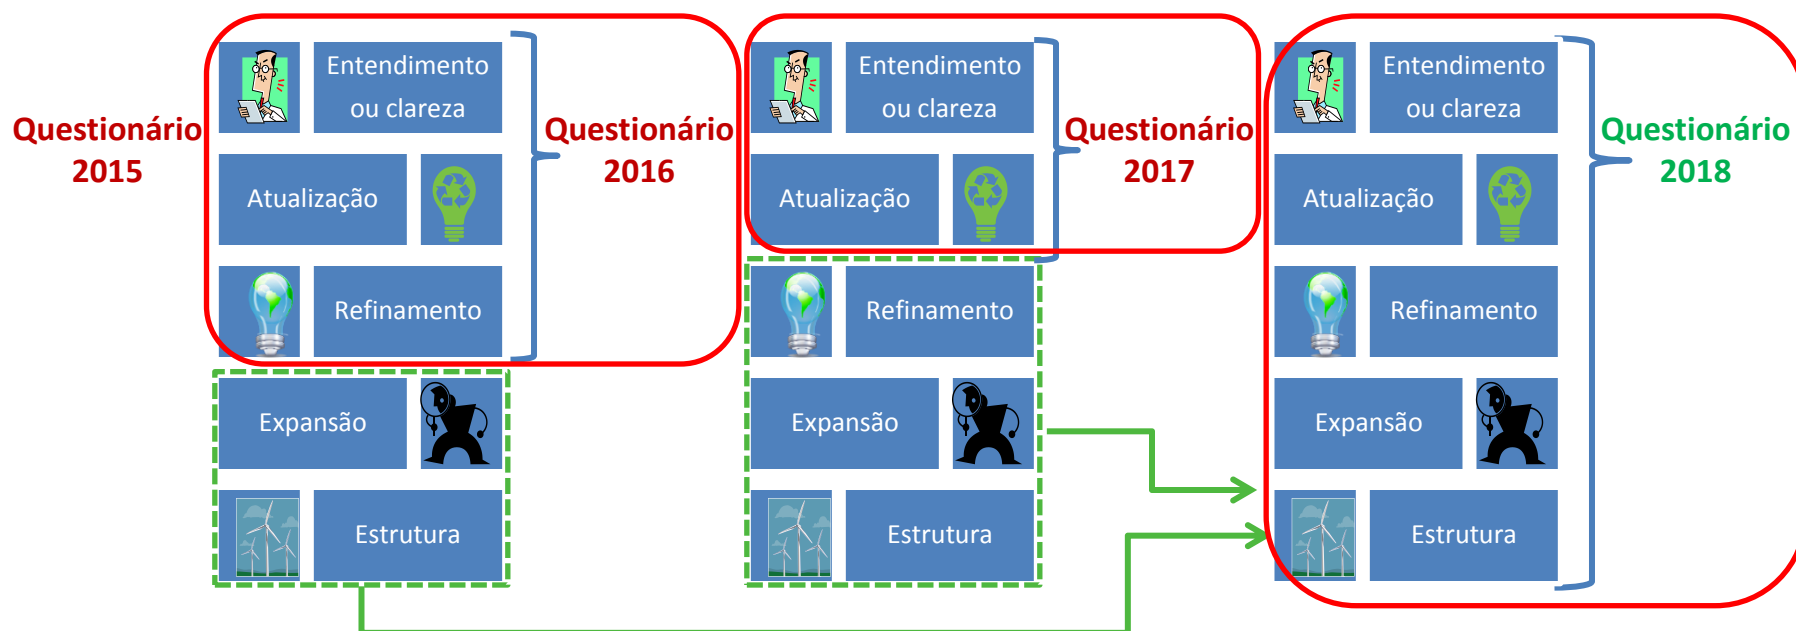 Questionário
2015
Entendimento
ou clareza
Atualização
Refinamento
Expansão
Estrutura
Questionário
2016
Entendimento
ou clareza
Atualização
Refinamento
Expansão
Estrutura
Questionário
2017
Entendimento
ou clareza
Atualização
Refinamento
Expansão
Estrutura
Questionário
2018